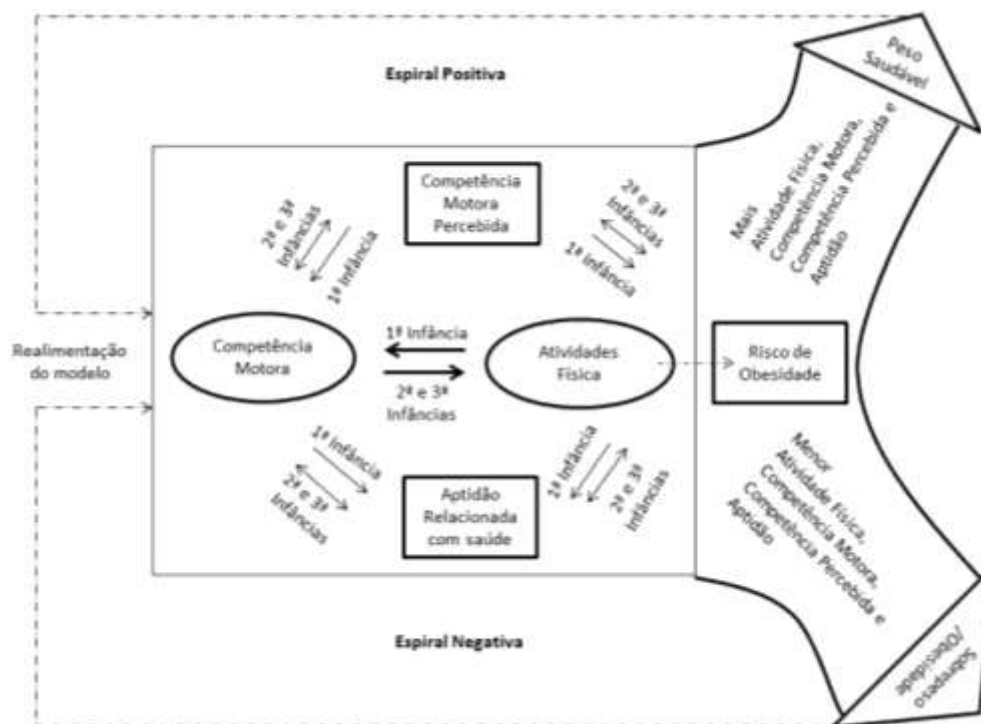 Espiral Positiva
Peso
Saudável
Mais
Atividade Física,
Competência Motora,
Competência Percebida e
Aptidão
Competência
Motora
Percebida
2ª e 3ª
Infâncias
1ª Infância
2ª e 3ª
Infâncias
1ª Infância
Realimentação
do modelo
Competência
Motora
1ª Infância
2ª e 3ª
Infâncias
Atividades
Física
Risco de
Obesidade
1ª Infância
2ª e 3ª
Infâncias
Aptidão
Relacionada
com saúde
1ª Infância
2ª e 3ª
Infâncias
Menor
Atividade Física,
Competência Motora,
Competência Percebida e
Aptidão
Espiral Negativa
Sobrepeso
/Obesidade